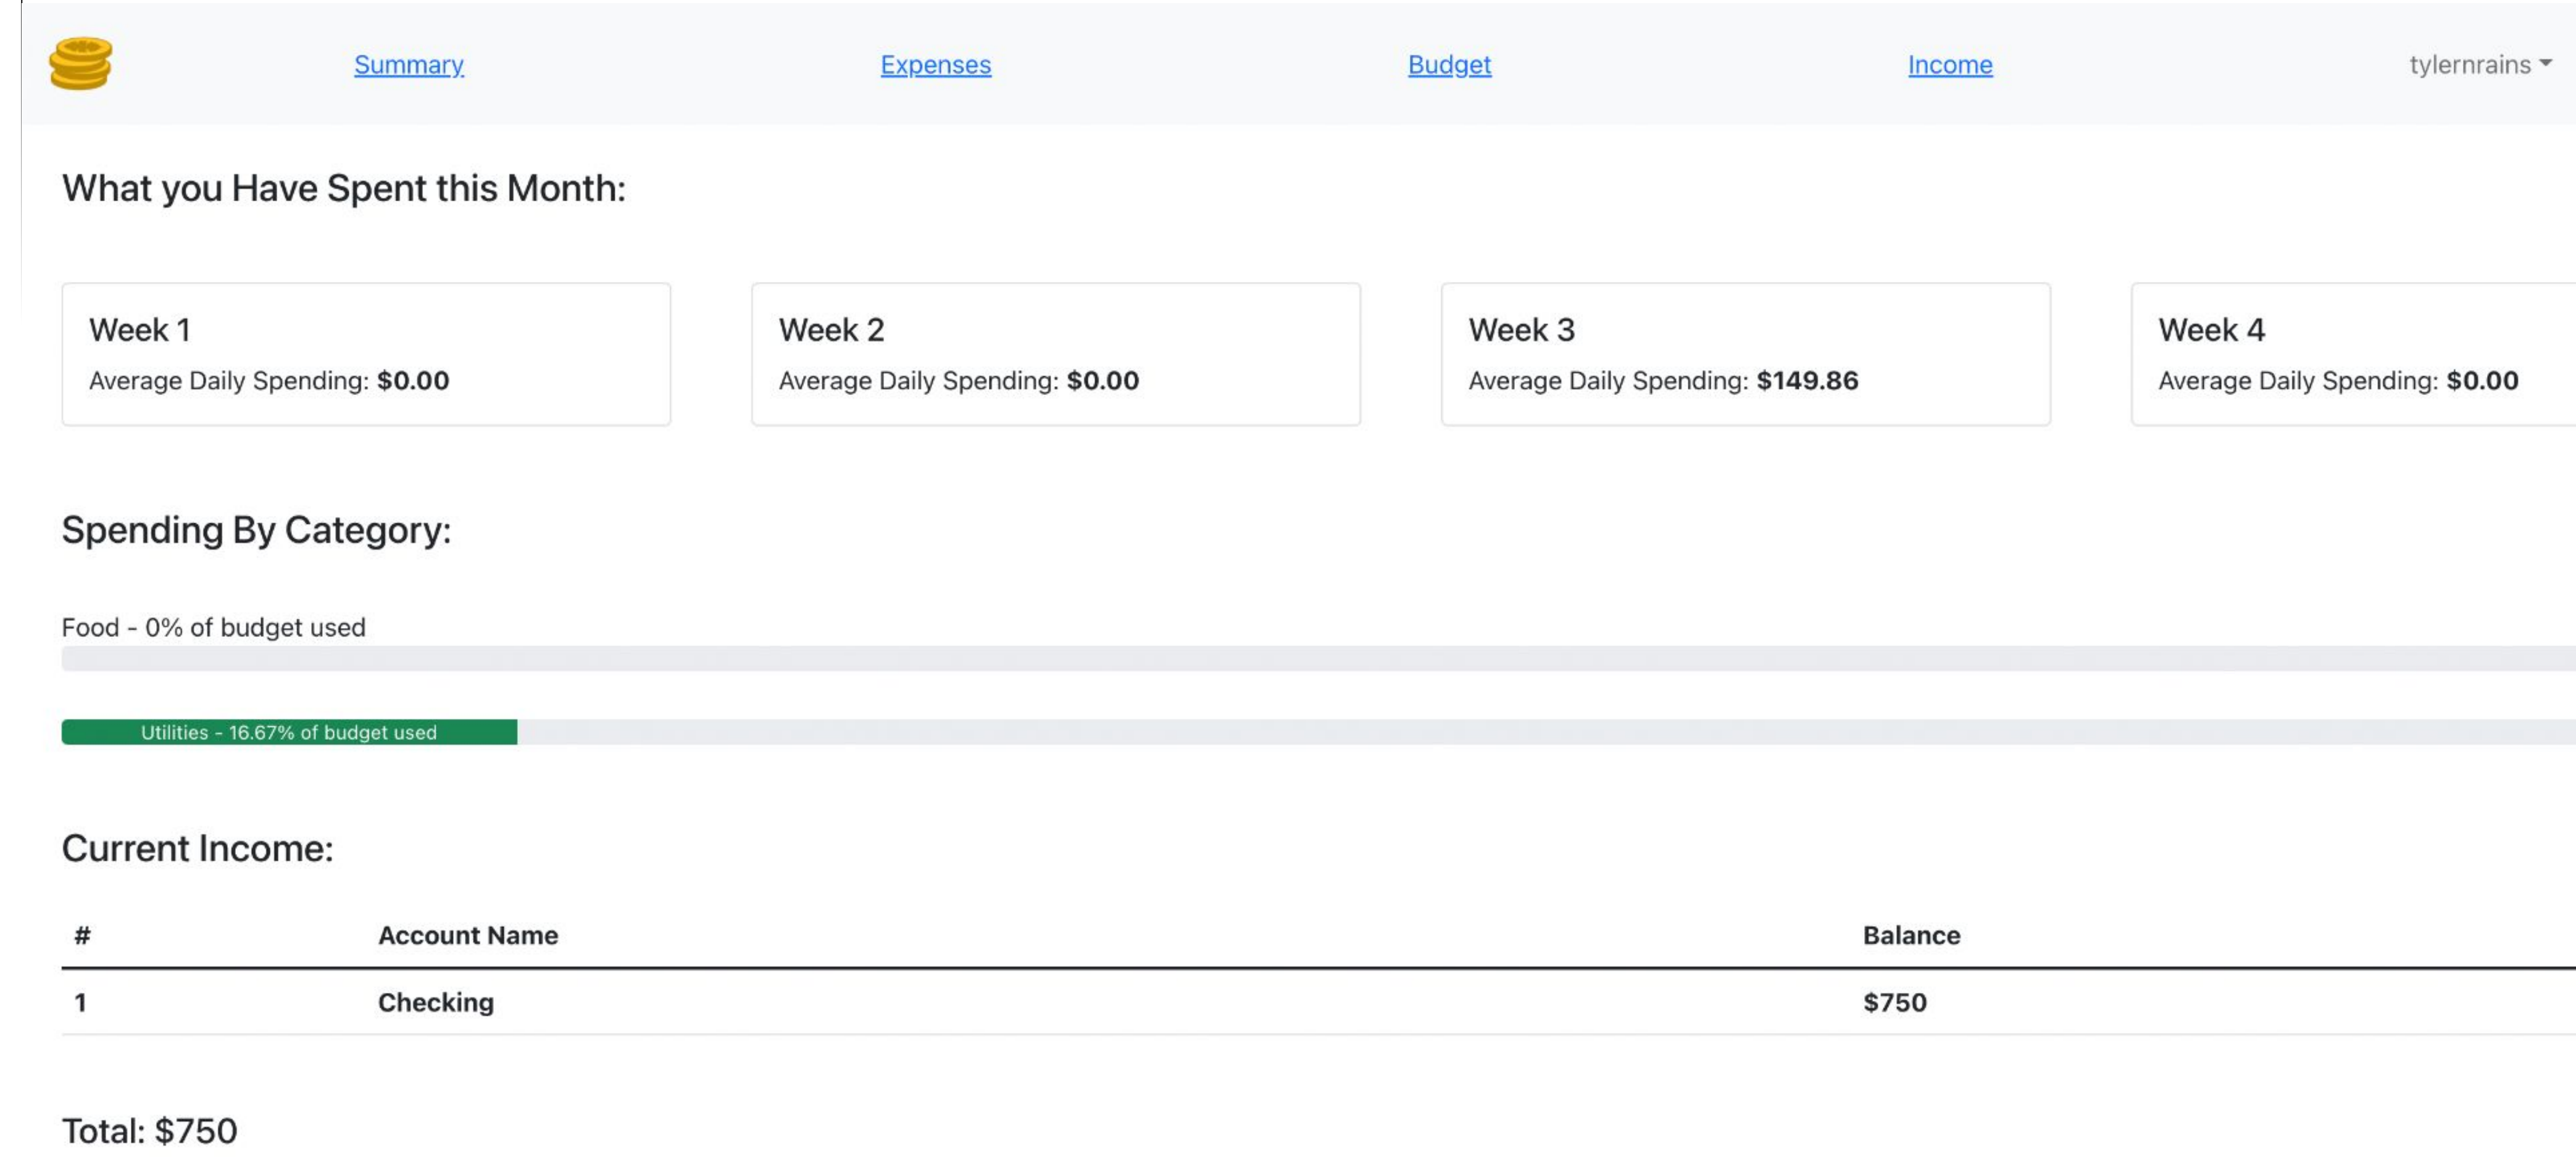 Summary Expenses Budget Income tylernrains
What you Have Spent this Month:
Week 1
Average Daily Spending: $0.00
Week 2
Average Daily Spending: $0.00
Week 3
Average Daily Spending: $149.86
Week 4
Average Daily Spending: $0.00
Spending By Category:
Food - 0% of budget used
Utilities - 16.67% of budget used
Current Income:
# Account Name Balance
1 Checking $750
Total: $750